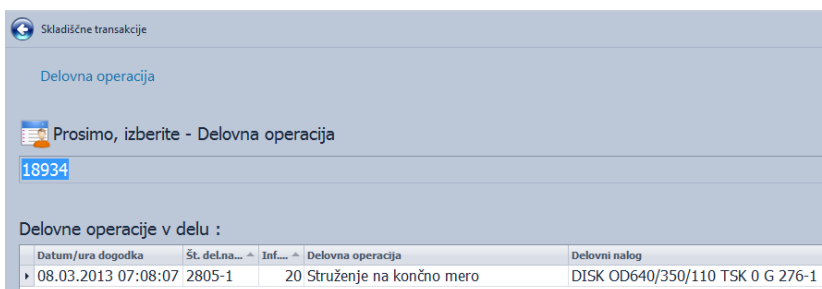 Skladiščne transakcije
Delovna operacija
Prosimo, izberite - Delovna operacija
18934
Delovne operacije v delu :
Datum/ura dogodka Št. del.na... Inf.... Delovna operacija Delovni nalog
08.03.2013 07:08:07 2805-1 20 Struženje na končno mero DISK OD640/350/110 TSK 0 G 276-1